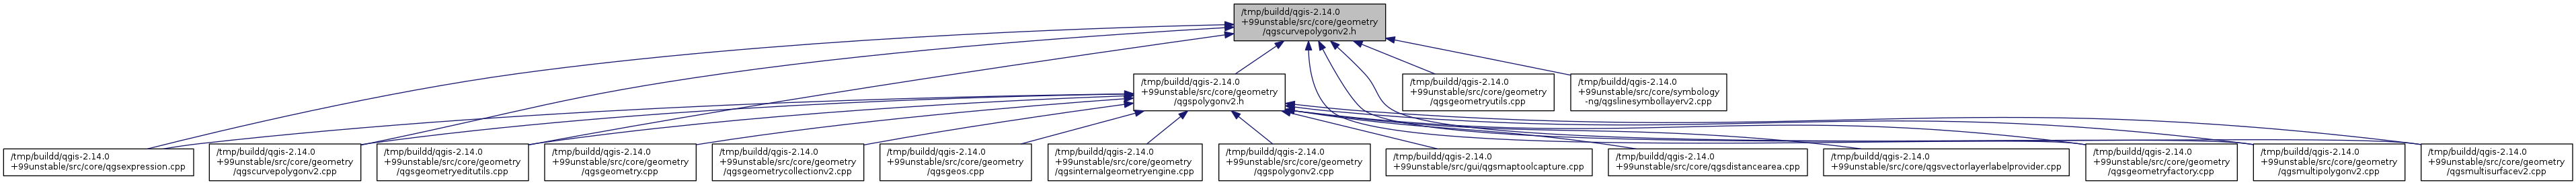 /tmp/buildd/qgis-2.14.0
+99unstable/src/core/geometry
/qgscurvepolygonv2.h
/tmp/buildd/qgis-2.14.0
+99unstable/src/core/geometry
/qgspolygonv2.h
/tmp/buildd/qgis-2.14.0
+99unstable/src/core/geometry
/qgsgeometryutils.cpp
/tmp/buildd/qgis-2.14.0
+99unstable/src/core/symbology
-ng/qgslinesymbollayerv2.cpp
/tmp/buildd/qgis-2.14.0
+99unstable/src/core/qgsexpression.cpp
/tmp/buildd/qgis-2.14.0
+99unstable/src/core/geometry
/qgscurvepolygonv2.cpp
/tmp/buildd/qgis-2.14.0
+99unstable/src/core/geometry
/qgsgeometryeditutils.cpp
/tmp/buildd/qgis-2.14.0
+99unstable/src/core/geometry
/qgsgeometry.cpp
/tmp/buildd/qgis-2.14.0
+99unstable/src/core/geometry
/qgsgeometrycollectionv2.cpp
/tmp/buildd/qgis-2.14.0
+99unstable/src/core/geometry
/qgsgeos.cpp
/tmp/buildd/qgis-2.14.0
+99unstable/src/core/geometry
/qgsinternalgeometryengine.cpp
/tmp/buildd/qgis-2.14.0
+99unstable/src/core/geometry
/qgspolygonv2.cpp
/tmp/buildd/qgis-2.14.0
+99unstable/src/gui/qgsmaptoolcapture.cpp
/tmp/buildd/qgis-2.14.0
+99unstable/src/core/qgsdistancearea.cpp
/tmp/buildd/qgis-2.14.0
+99unstable/src/core/qgsvectorlayerlabelprovider.cpp
/tmp/buildd/qgis-2.14.0
+99unstable/src/core/geometry
/qgsgeometryfactory.cpp
/tmp/buildd/qgis-2.14.0
+99unstable/src/core/geometry
/qgsmultipolygonv2.cpp
/tmp/buildd/qgis-2.14.0
+99unstable/src/core/geometry
/qgsmultisurfacev2.cpp